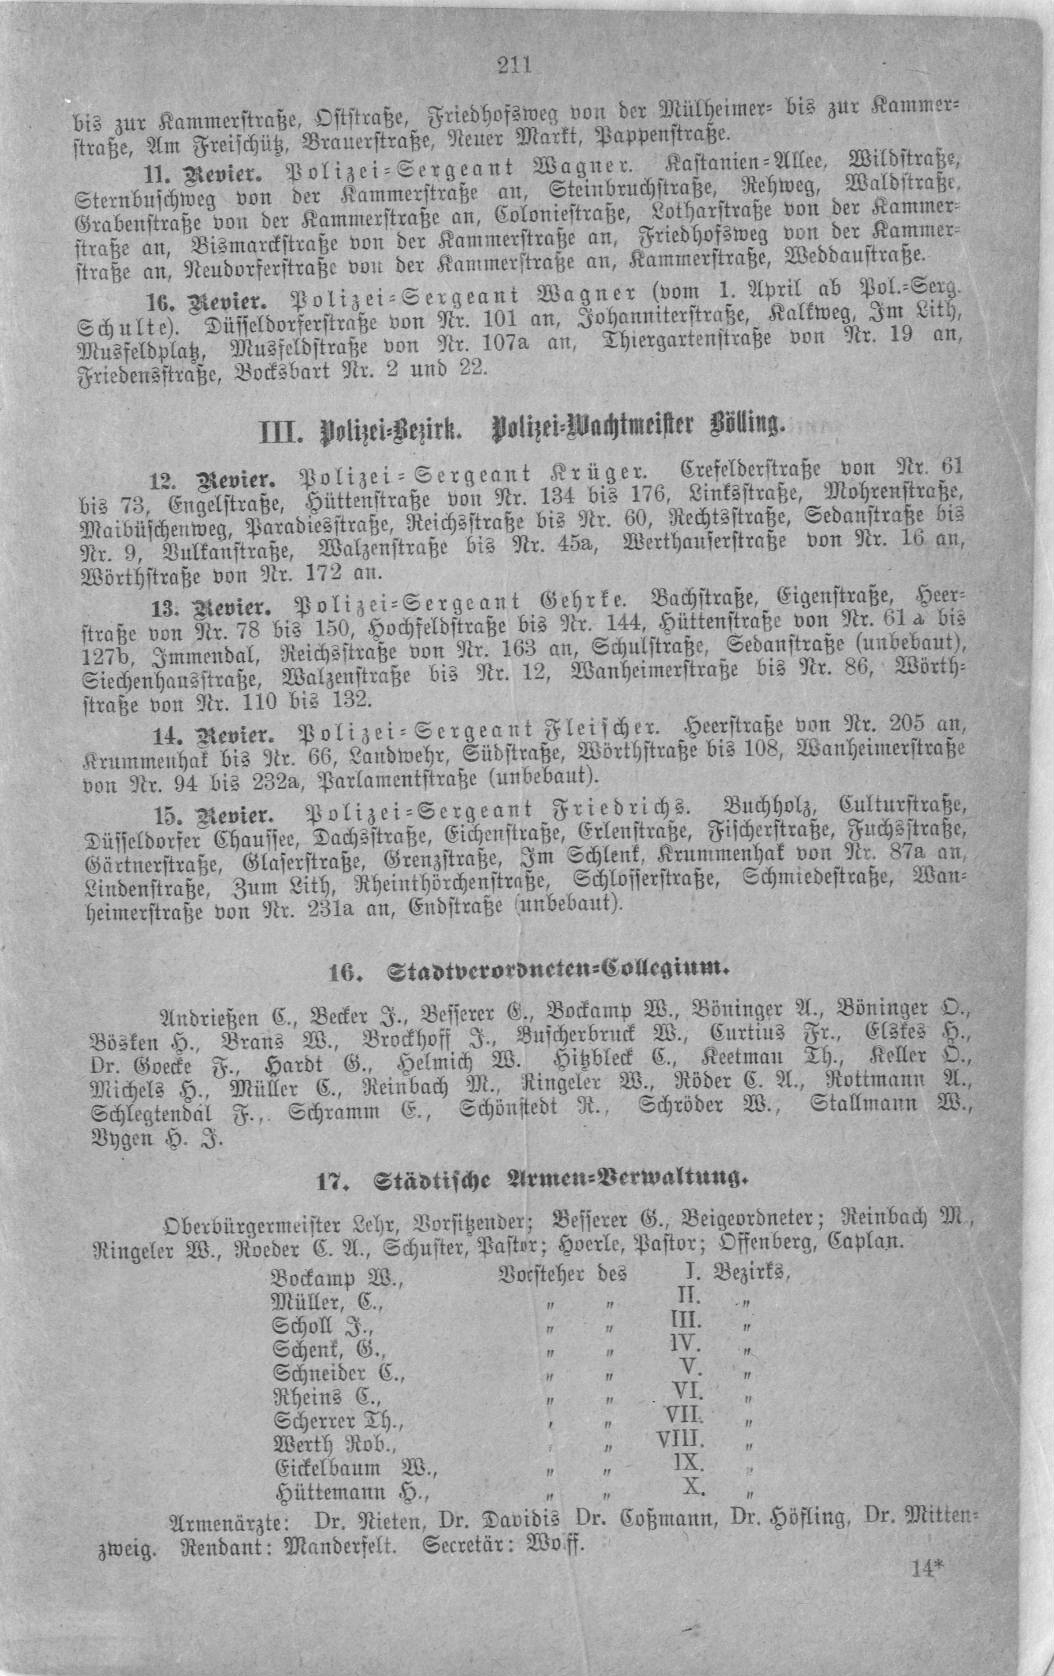 211
bis zur Kammerstraße, Oststraße, Friedhofsweg von der Mülheimer- bis zur Kammer-
straße, Am Freischütz, Brauerstraße, Neuer Markt, Pappenstraße.
11. Revier. Polizei-Sergeant Wagner. Kastanien-Allee, Wildstraße,
Sternbuschweg von der Kammerstraße an, Steinbruchstraße, Rehweg, Waldstraße,
Grabenstraße von der Kammerstraße an, Coloniestraße, Lotharstraße von der Kammer-
straße an, Bismarckstraße von der Kammerstraße an, Friedhofsweg von der Kammer-
straße an, Neudorferstraße von der Kammerstraße an, Kammerstraße, Weddaustraße.
16. Revier. Polizei-Sergeant Wagner (vom 1. April ab Pol.-Serg.
Schulte). Düsseldorferstraße von Nr. 101 an, Johanniterstraße, Kalkweg, Im Lith,
Musfeldplatz, Musfeldstraße von Nr. 107a an, Thiergartenstraße von Nr. 19 an,
Friedensstraße, Bocksbart Nr. 2 und 22.
III. Polizei-Bezirk. Polizei-Wachtmeister Bölling.
12. Revier. Polizei-Sergeant Krüger. Crefelderstraße von Nr. 61
bis 73, Engelstraße, Hüttenstraße von Nr. 134 bis 176, Linksstraße, Mohrenstraße,
Maibüschenweg, Paradiesstraße, Reichsstraße bis Nr. 60, Rechtsstraße, Sedanstraße bis
Nr. 9, Vulkanstraße, Walzenstraße bis Nr. 45a, Werthauserstraße von Nr. 16 an,
Wörthstraße von Nr. 172 an.
13. Revier. Polizei-Sergeant Gehrke. Bachstraße, Eigenstraße, Heer-
straße von Nr. 78 bis 150, Hochfeldstraße bis Nr. 144, Hüttenstraße von Nr. 61a bis
127b, Immendal, Reichsstraße von Nr. 163 an, Schulstraße, Sedanstraße (unbebaut),
Siechenhausstraße, Walzenstraße bis Nr. 12, Wanheimerstraße bis Nr. 86, Wörth-
straße von Nr. 110 bis 132.
14. Revier. Polizei-Sergeant Fleischer. Heerstraße von Nr. 205 an,
Krummenhak bis Nr. 66, Landwehr, Südstraße, Wörthstraße bis 108, Wanheimerstraße
von Nr. 94 bis 232a, Parlamentstraße (unbebaut).
15. Revier. Polizei-Sergeant Friedrichs. Buchholz, Culturstraße,
Düsseldorfer Chaussee, Dachsstraße, Eichenstraße, Erlenstraße, Fischerstraße, Fuchsstraße,
Gärtnerstraße, Glaserstraße, Grenzstraße, Im Schlenk, Krummenhak von Nr. 87a an,
Lindenstraße, Zum Lith, Rheinthörchenstraße, Schlosserstraße, Schmiedestraße, Wan-
heimerstraße von Nr. 231a an, Endstraße (unbebaut).
16. Stadtverordneten-Collegium.
Andrießen C., Becker J., Besserer G., Bockamp W., Böninger A., Böninger O.,
Bösken H., Brans W., Brockhoff J., Buscherbruck W., Curtius Fr., Elskes H.,
Dr. Goecke F., Hardt G., Helmich W. Hitzbleck C., Keetman Th., Keller O.,
Michels H., Müller C., Reinbach M., Ringeler W., Röder C. A., Rottmann A.,
Schlegtendal F., Schramm E., Schönstedt R., Schröder W., Stallmann W.,
Vygen H. J.
17. Städtische Armen-Verwaltung.
Oberbürgermeister Lehr, Vorsitzender; Besserer G., Beigeordneter; Reinbach M.,
Ringeler W., Roeder C. A., Schuster, Pastor; Hoerle, Pastor; Offenberg, Caplan.
Bockamp W., Vorsteher des I. Bezirks,
Müller, C., „ „ II. „
Scholl J., „ „ III. „
Schenk, G., „ „ IV. „
Schneider C., „ „ V. „
Rheins C., „ „ VI. „
Scherrer Th., „ „ VII. „
Werth Rob., „ „ VIII. „
Eickelbaum W., „ „ IX. „
Hüttemann H., „ „ X. „
Armenärzte: Dr. Nieten, Dr. Davidis Dr. Coßmann, Dr. Höfling, Dr. Mitten-
zweig. Rendant: Manderfelt. Secretär: Wolff.
14*